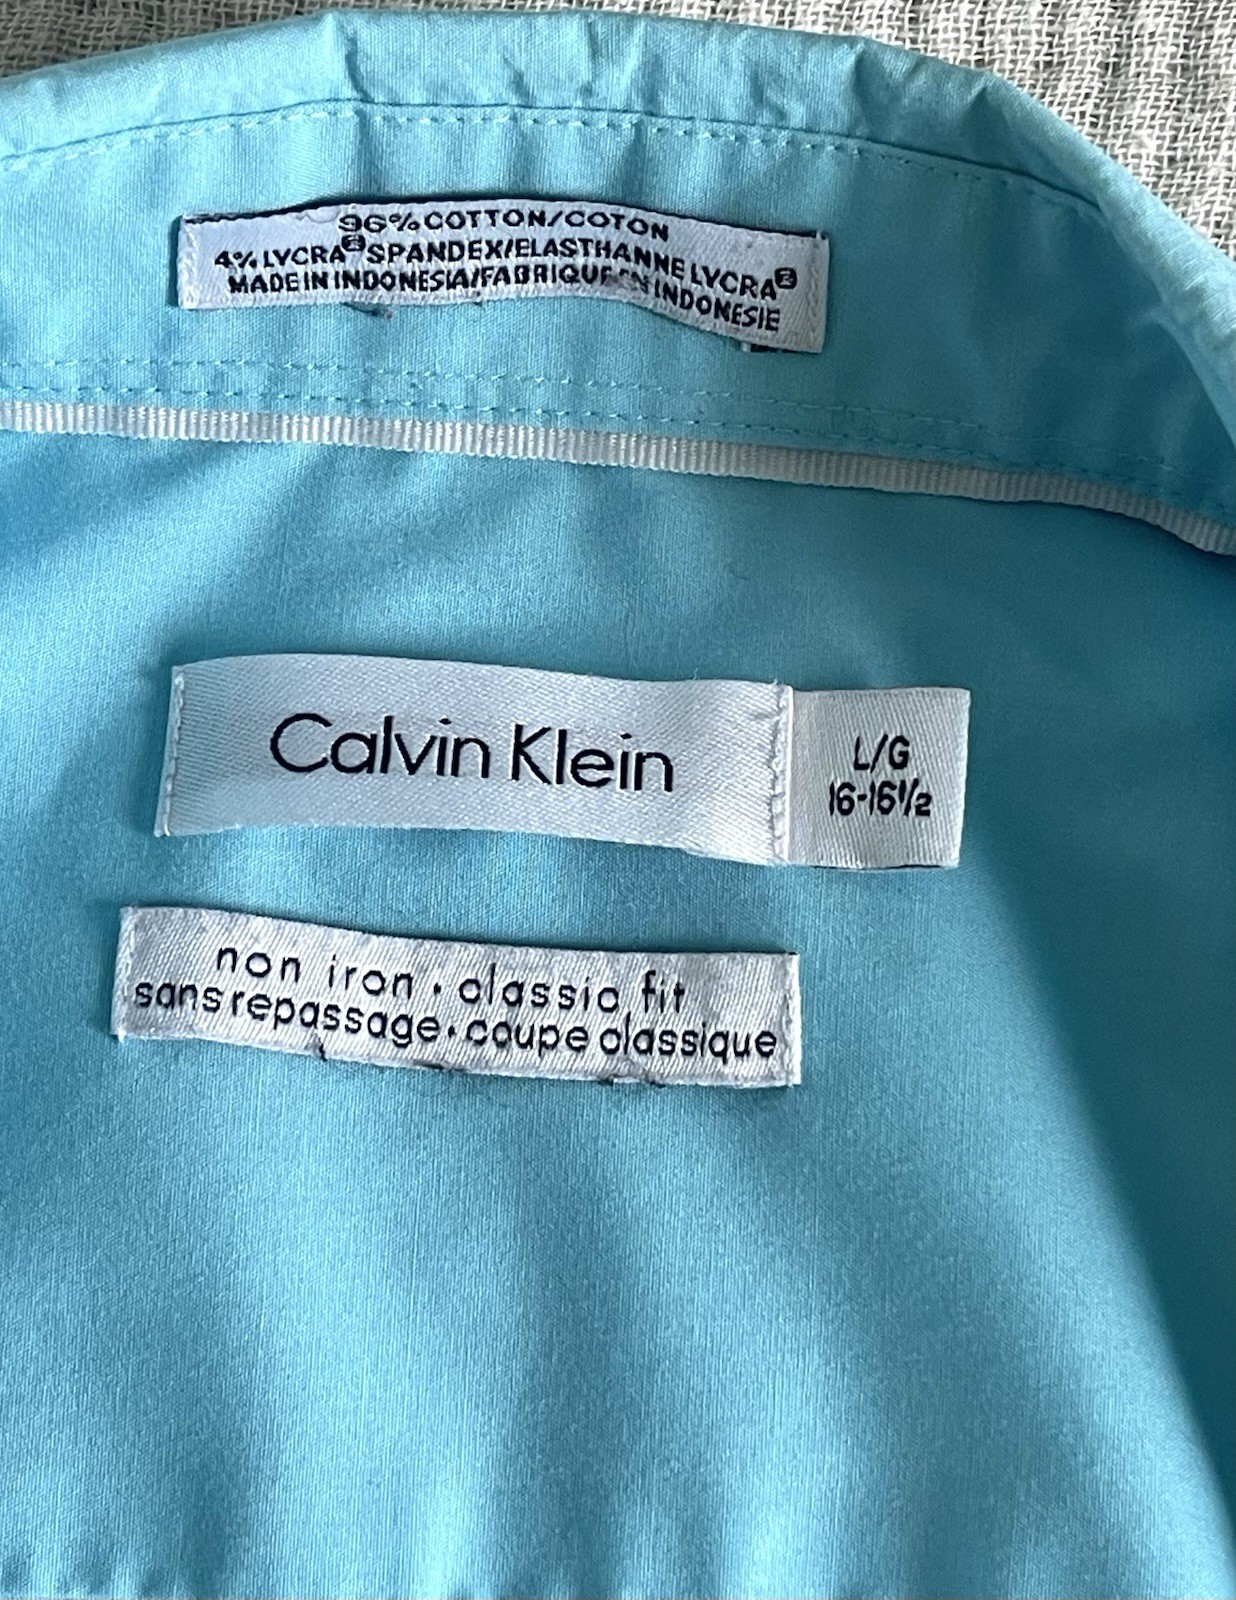 96% COTTON/COTON
4% LYCRA® SPANDEX/ELASTHANNE LYCRA®
MADE IN INDONESIA/FABRIQUE EN INDONESIE
Calvin Klein
L/G
16-16½
non iron · classic fit
sans repassage · coupe classique